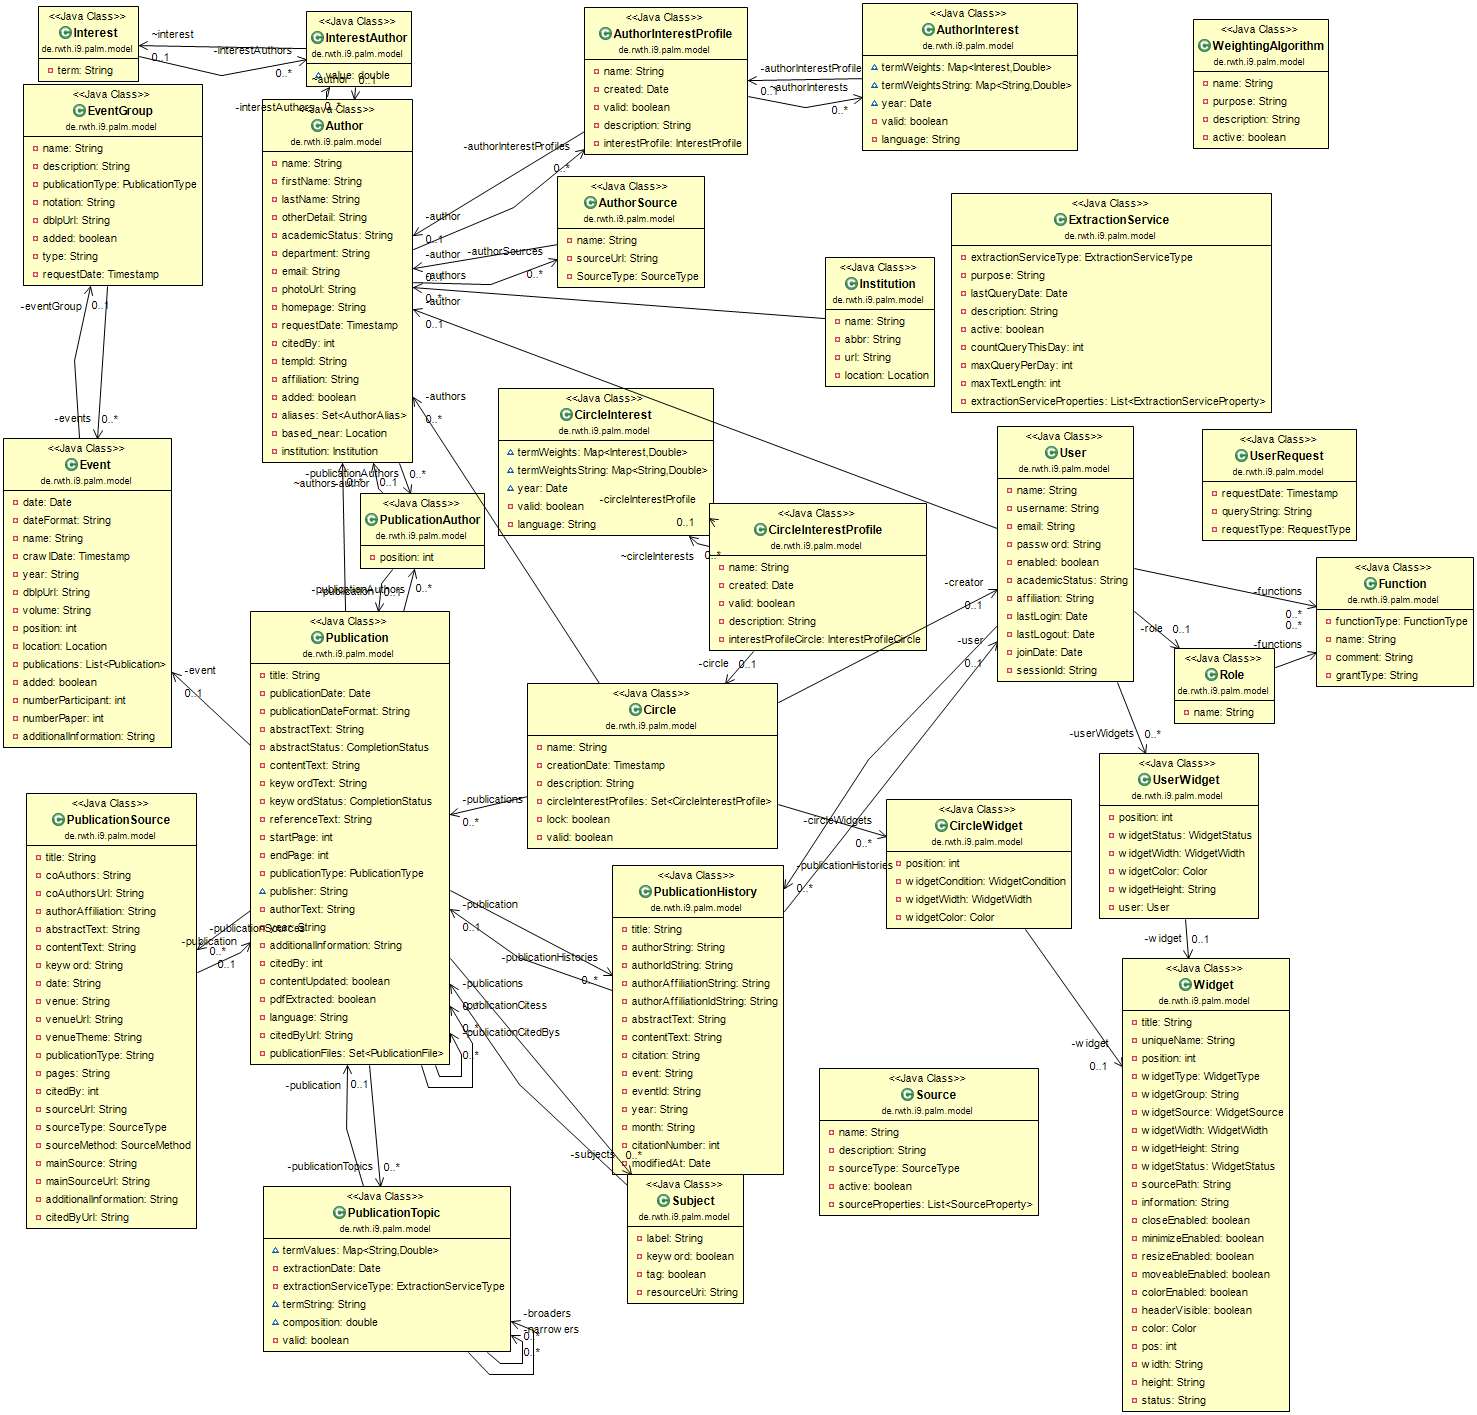 <<Java Class>>
Interest
de.rwth.i9.palm.model
term: String
<<Java Class>>
InterestAuthor
de.rwth.i9.palm.model
value: double
~interest
0..1
-interestAuthors
0..*
<<Java Class>>
AuthorInterestProfile
de.rwth.i9.palm.model
name: String
created: Date
valid: boolean
description: String
interestProfile: InterestProfile
-authorInterestProfile
0..1
~authorInterests
0..*
<<Java Class>>
AuthorInterest
de.rwth.i9.palm.model
termWeights: Map<Interest,Double>
termWeightsString: Map<String,Double>
year: Date
valid: boolean
language: String
<<Java Class>>
WeightingAlgorithm
de.rwth.i9.palm.model
name: String
purpose: String
description: String
active: boolean
<<Java Class>>
EventGroup
de.rwth.i9.palm.model
name: String
description: String
publicationType: PublicationType
notation: String
dblpUrl: String
added: boolean
type: String
requestDate: Timestamp
~author
0..1
-interestAuthors
0..*
<<Java Class>>
Author
de.rwth.i9.palm.model
name: String
firstName: String
lastName: String
otherDetail: String
academicStatus: String
department: String
email: String
photoUrl: String
homepage: String
requestDate: Timestamp
citedBy: int
tempId: String
affiliation: String
added: boolean
aliases: Set<AuthorAlias>
based_near: Location
institution: Institution
-authorInterestProfiles
0..*
-author
0..1
-author
-authorSources
0..*
-authors
0..*
-author
0..1
<<Java Class>>
AuthorSource
de.rwth.i9.palm.model
name: String
sourceUrl: String
SourceType: SourceType
<<Java Class>>
Institution
de.rwth.i9.palm.model
name: String
abbr: String
url: String
location: Location
<<Java Class>>
ExtractionService
de.rwth.i9.palm.model
extractionServiceType: ExtractionServiceType
purpose: String
lastQueryDate: Date
description: String
active: boolean
countQueryThisDay: int
maxQueryPerDay: int
maxTextLength: int
extractionServiceProperties: List<ExtractionServiceProperty>
-eventGroup
0..1
-events
0..*
<<Java Class>>
Event
de.rwth.i9.palm.model
date: Date
dateFormat: String
name: String
crawlDate: Timestamp
year: String
dblpUrl: String
volume: String
position: int
location: Location
publications: List<Publication>
added: boolean
numberParticipant: int
numberPaper: int
additionalInformation: String
-authors
0..*
<<Java Class>>
CircleInterest
de.rwth.i9.palm.model
termWeights: Map<Interest,Double>
termWeightsString: Map<String,Double>
year: Date
valid: boolean
language: String
-circleInterestProfile
0..1
~circleInterests
0..*
<<Java Class>>
CircleInterestProfile
de.rwth.i9.palm.model
name: String
created: Date
valid: boolean
description: String
interestProfileCircle: InterestProfileCircle
<<Java Class>>
User
de.rwth.i9.palm.model
name: String
username: String
email: String
password: String
enabled: boolean
academicStatus: String
affiliation: String
lastLogin: Date
lastLogout: Date
joinDate: Date
sessionId: String
<<Java Class>>
UserRequest
de.rwth.i9.palm.model
requestDate: Timestamp
queryString: String
requestType: RequestType
<<Java Class>>
Function
de.rwth.i9.palm.model
functionType: FunctionType
name: String
comment: String
grantType: String
-functions
0..*
0..*
-functions
-role
0..1
<<Java Class>>
Role
de.rwth.i9.palm.model
name: String
-publicationAuthors
0..*
~authors
0..*
-author
0..1
<<Java Class>>
PublicationAuthor
de.rwth.i9.palm.model
position: int
-publicationAuthors
0..*
-publication
0..1
-creator
0..1
-user
0..1
-circle
0..1
<<Java Class>>
Publication
de.rwth.i9.palm.model
title: String
publicationDate: Date
publicationDateFormat: String
abstractText: String
abstractStatus: CompletionStatus
contentText: String
keywordText: String
keywordStatus: CompletionStatus
referenceText: String
startPage: int
endPage: int
publicationType: PublicationType
publisher: String
authorText: String
year: String
additionalInformation: String
citedBy: int
contentUpdated: boolean
pdfExtracted: boolean
language: String
citedByUrl: String
publicationFiles: Set<PublicationFile>
-event
0..1
<<Java Class>>
Circle
de.rwth.i9.palm.model
name: String
creationDate: Timestamp
description: String
circleInterestProfiles: Set<CircleInterestProfile>
lock: boolean
valid: boolean
-publications
0..*
-circleWidgets
0..*
<<Java Class>>
CircleWidget
de.rwth.i9.palm.model
position: int
widgetCondition: WidgetCondition
widgetWidth: WidgetWidth
widgetColor: Color
-userWidgets
0..*
<<Java Class>>
UserWidget
de.rwth.i9.palm.model
position: int
widgetStatus: WidgetStatus
widgetWidth: WidgetWidth
widgetColor: Color
widgetHeight: String
user: User
<<Java Class>>
PublicationSource
de.rwth.i9.palm.model
title: String
coAuthors: String
coAuthorsUrl: String
authorAffiliation: String
abstractText: String
contentText: String
keyword: String
date: String
venue: String
venueUrl: String
venueTheme: String
publicationType: String
pages: String
citedBy: int
sourceUrl: String
sourceType: SourceType
sourceMethod: SourceMethod
mainSource: String
mainSourceUrl: String
additionalInformation: String
citedByUrl: String
-publicationSources
0..*
-publication
0..1
-publicationHistories
0..*
<<Java Class>>
PublicationHistory
de.rwth.i9.palm.model
title: String
authorString: String
authorIdString: String
authorAffiliationString: String
authorAffiliationIdString: String
abstractText: String
contentText: String
citation: String
event: String
eventId: String
year: String
month: String
citationNumber: int
modifiedAt: Date
-publication
0..1
-publicationHistories
0..*
-publications
0..*
-publicationCitess
0..*
-publicationCitedBys
0..*
-widget
0..1
-widget
0..1
<<Java Class>>
Widget
de.rwth.i9.palm.model
title: String
uniqueName: String
position: int
widgetType: WidgetType
widgetGroup: String
widgetSource: WidgetSource
widgetWidth: WidgetWidth
widgetHeight: String
widgetStatus: WidgetStatus
sourcePath: String
information: String
closeEnabled: boolean
minimizeEnabled: boolean
resizeEnabled: boolean
moveableEnabled: boolean
colorEnabled: boolean
headerVisible: boolean
color: Color
pos: int
width: String
height: String
status: String
<<Java Class>>
Source
de.rwth.i9.palm.model
name: String
description: String
sourceType: SourceType
active: boolean
sourceProperties: List<SourceProperty>
-publication
0..1
-publicationTopics
0..*
-subjects
0..*
<<Java Class>>
Subject
de.rwth.i9.palm.model
label: String
keyword: boolean
tag: boolean
resourceUri: String
<<Java Class>>
PublicationTopic
de.rwth.i9.palm.model
termValues: Map<String,Double>
extractionDate: Date
extractionServiceType: ExtractionServiceType
termString: String
composition: double
valid: boolean
-broaders
0..*
-narrowers
0..*